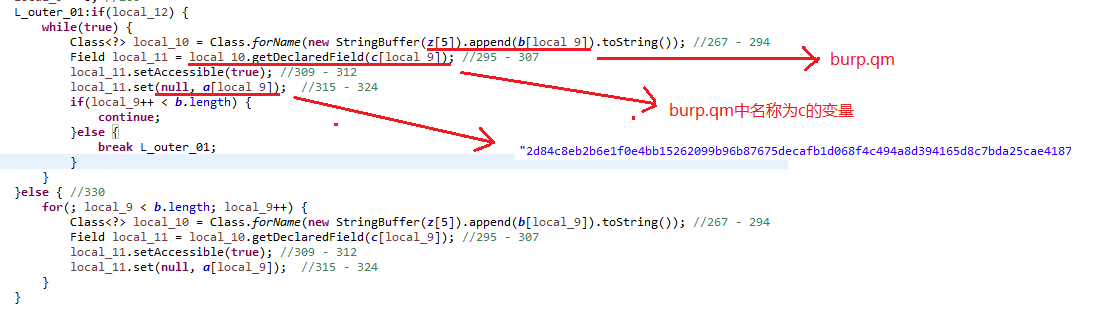 L_outer_01:if(local_12) {
while(true) {
Class<?> local_10 = Class.forName(new StringBuffer(z[5]).append(b[local_9]).toString()); //267 - 294
Field local_11 = local_10.getDeclaredField(c[local_9]); //295 - 307
burp.qm
local_11.setAccessible(true); //309 - 312
local_11.set(null, a[local_9]); //315 - 324
if(local_9++ < b.length) {
burp.qm中名称为c的变量
continue;
}else {
break L_outer_01;
"2d84c8eb2b6e1f0e4bb15262099b96b87675decafb1d068f4c494a8d394165d8c7bda25cae4187
}
}
}else { //330
for(; local_9 < b.length; local_9++) {
Class<?> local_10 = Class.forName(new StringBuffer(z[5]).append(b[local_9]).toString()); //267 - 294
Field local_11 = local_10.getDeclaredField(c[local_9]); //295 - 307
local_11.setAccessible(true); //309 - 312
local_11.set(null, a[local_9]); //315 - 324
}
}